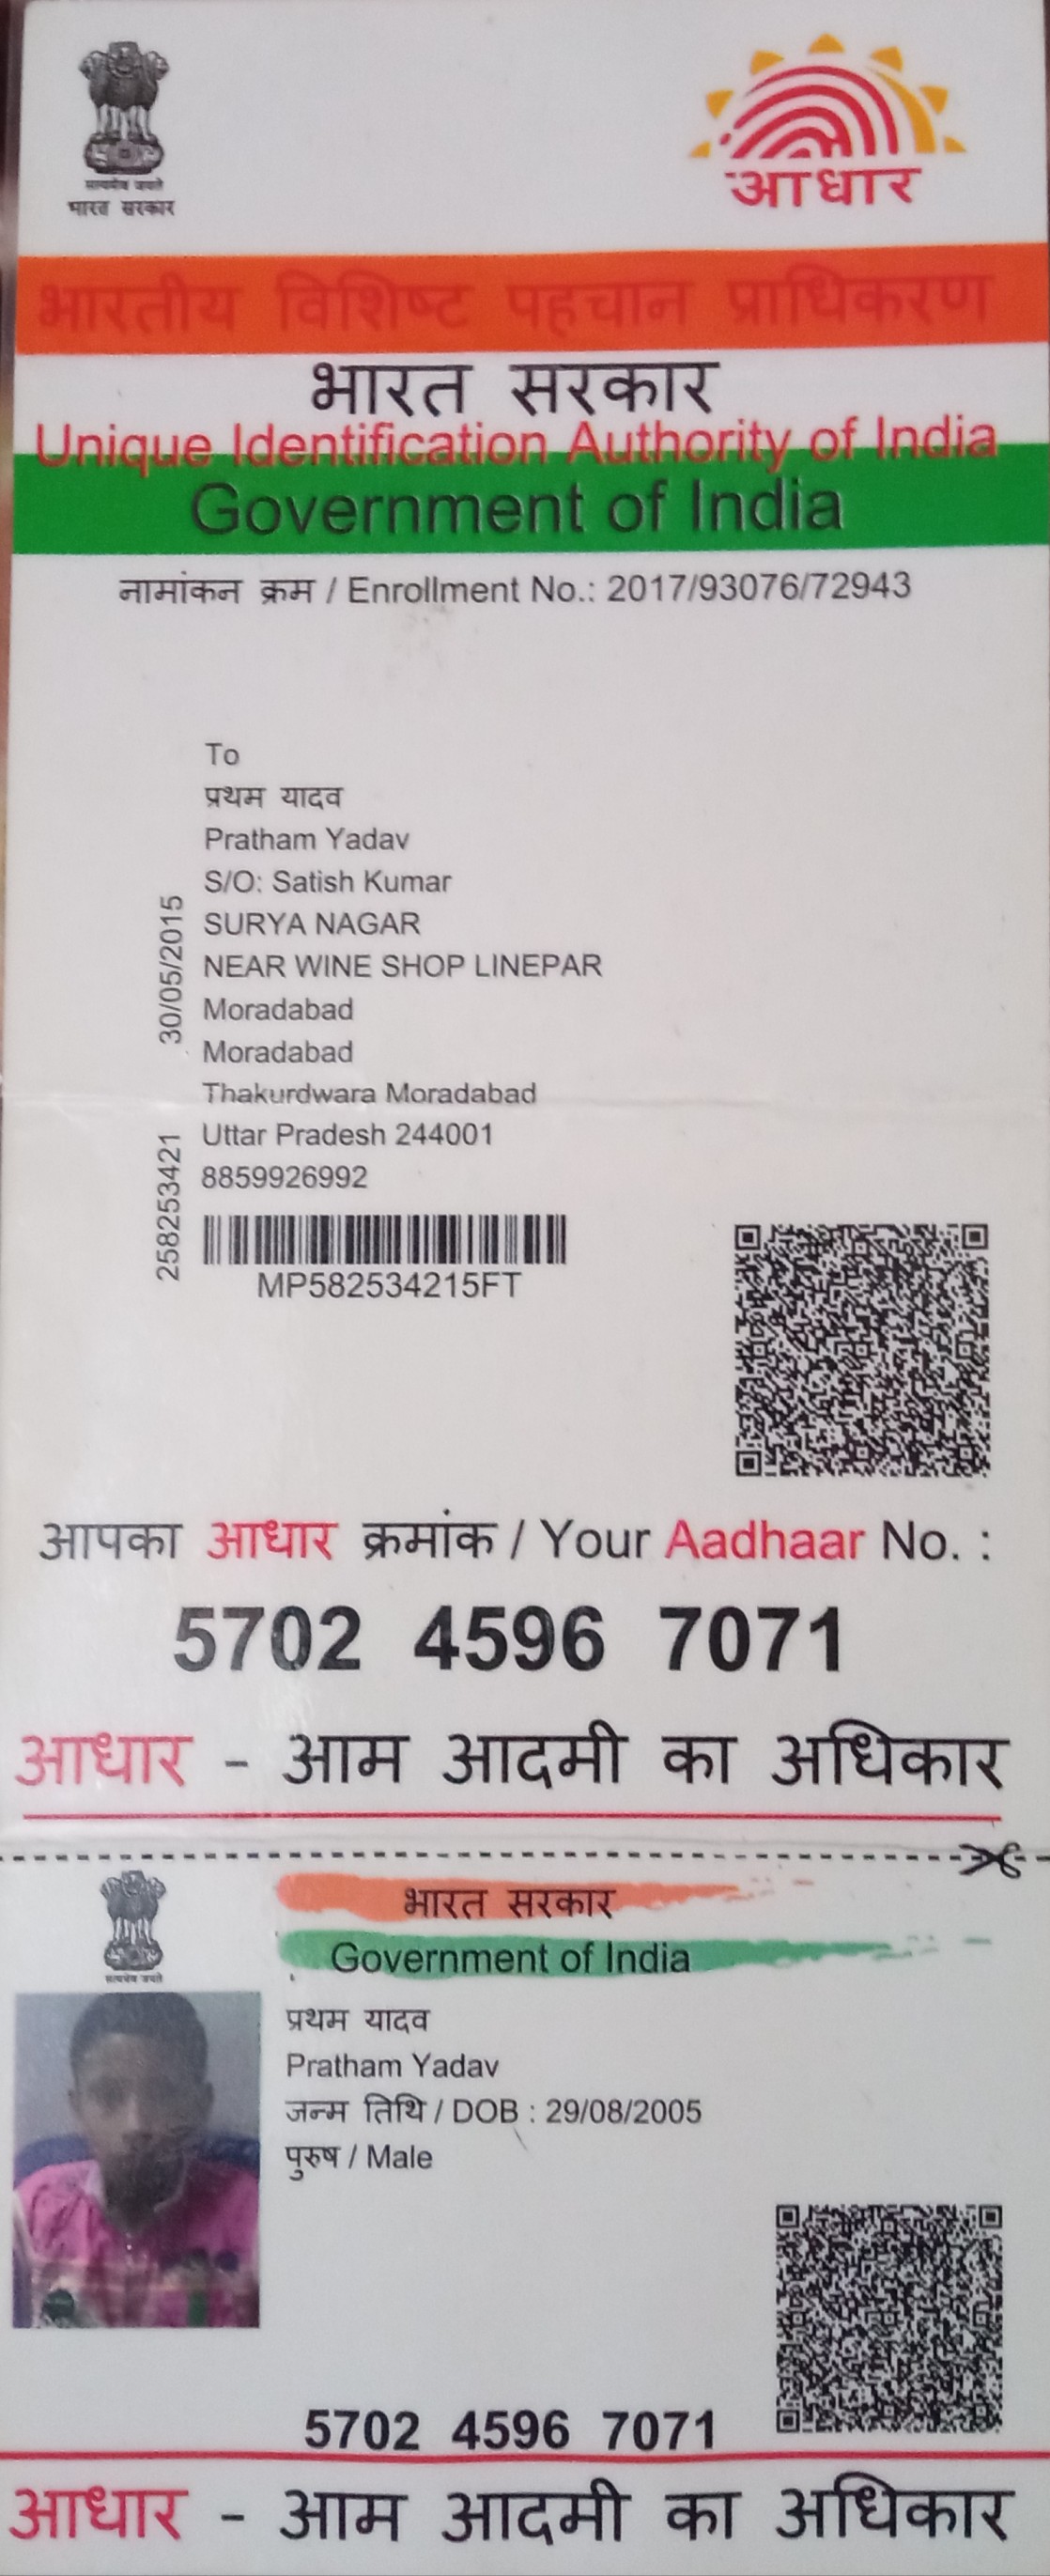 सत्यमेव जयते
भारत सरकार
आधार
भारतीय विशिष्ट पहचान प्राधिकरण
भारत सरकार
Unique Identification Authority of India
Government of India
नामांकन क्रम / Enrollment No.: 2017/93076/72943
To
प्रथम यादव
Pratham Yadav
S/O: Satish Kumar
SURYA NAGAR
NEAR WINE SHOP LINEPAR
Moradabad
Moradabad
Thakurdwara Moradabad
Uttar Pradesh 244001
8859926992
258253421 30/05/2015
MP582534215FT
आपका आधार क्रमांक / Your Aadhaar No. :
5702 4596 7071
आधार - आम आदमी का अधिकार
भारत सरकार
Government of India
सत्यमेव जयते
प्रथम यादव
Pratham Yadav
जन्म तिथि / DOB : 29/08/2005
पुरुष / Male
5702 4596 7071
आधार - आम आदमी का अधिकार